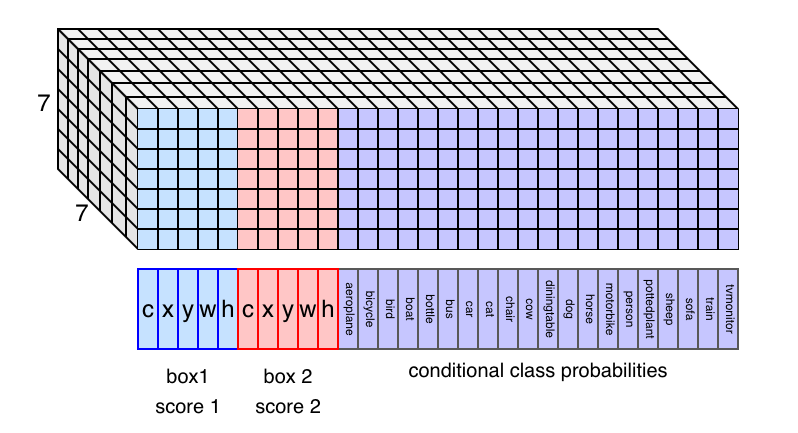 7
7
c x y w h c x y w h aeroplane bicycle bird boat bottle bus car cat chair cow diningtable dog horse motorbike person pottedplant sheep sofa train tvmonitor
box1 box 2 conditional class probabilities
score 1 score 2